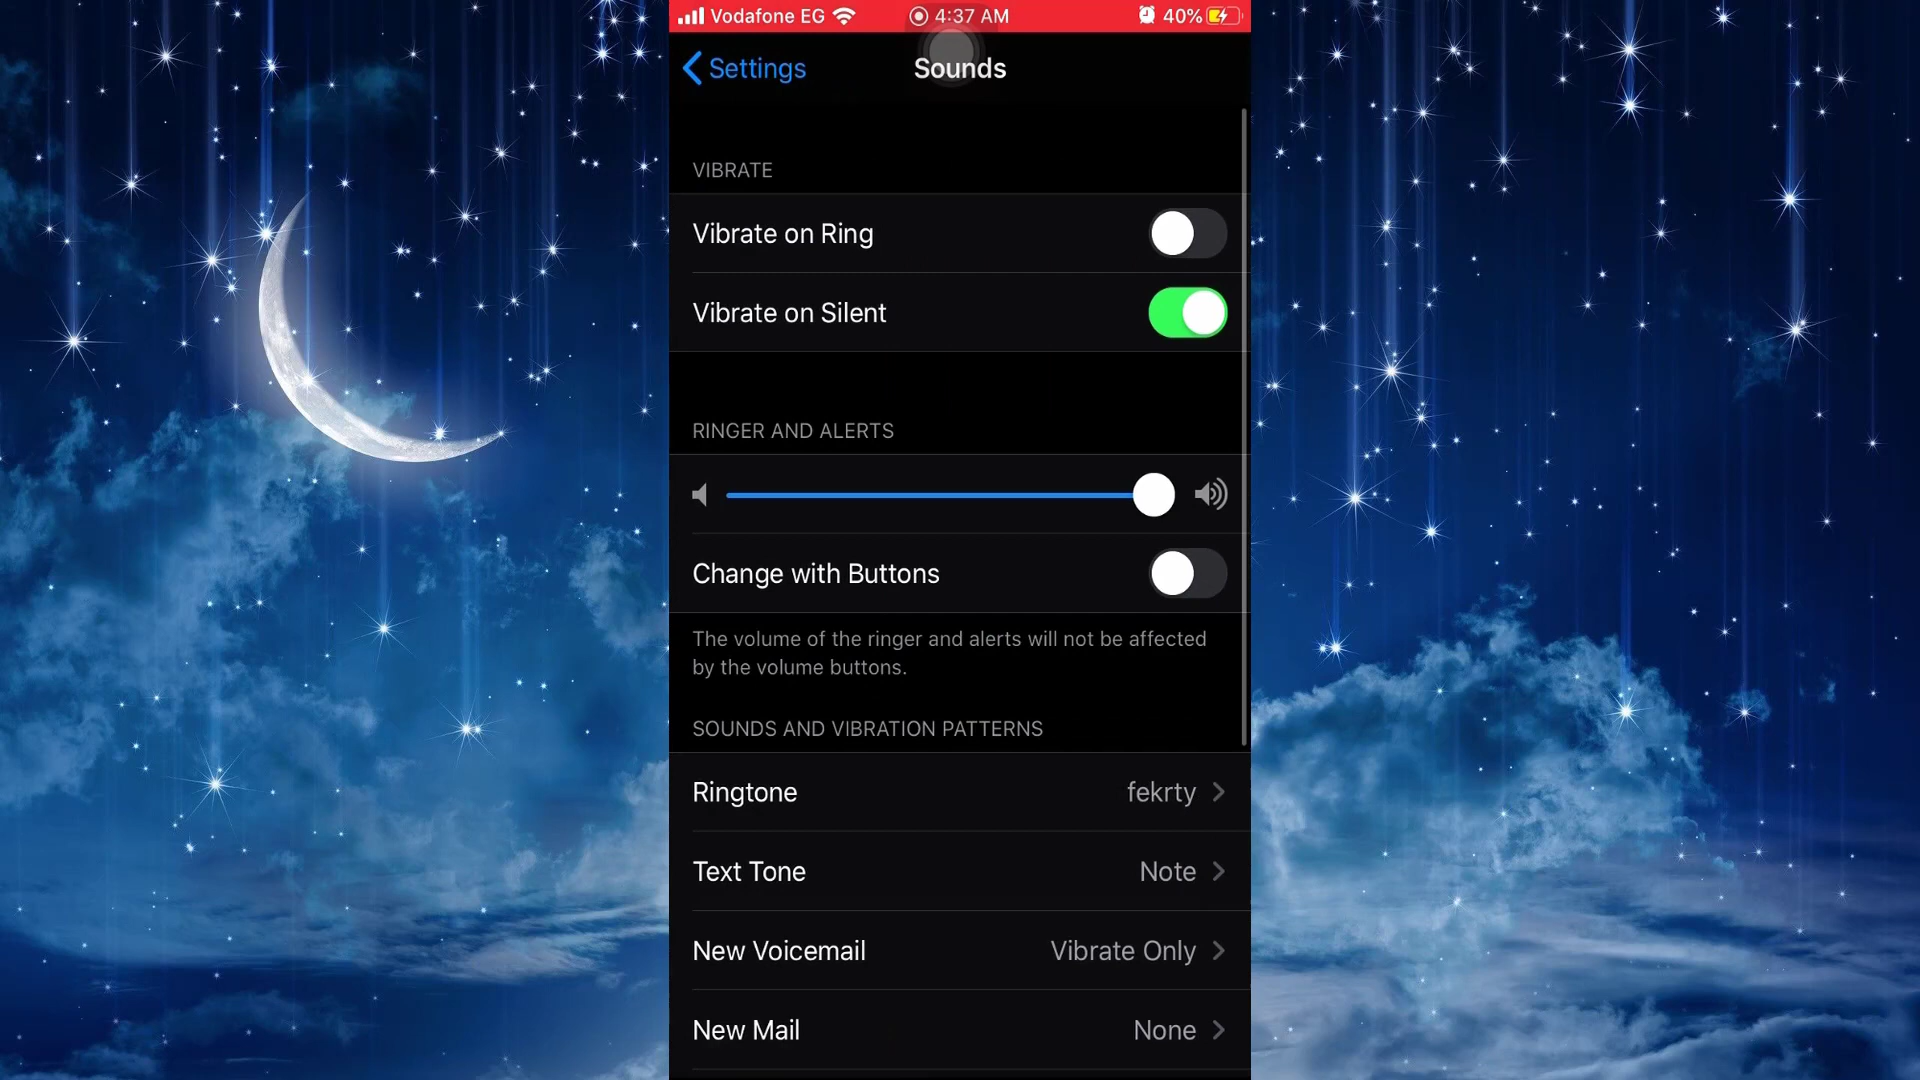 Vodafone EG 4:37 AM 40%
Settings Sounds
VIBRATE
Vibrate on Ring
Vibrate on Silent
RINGER AND ALERTS
Change with Buttons
The volume of the ringer and alerts will not be affected
by the volume buttons.
SOUNDS AND VIBRATION PATTERNS
Ringtone fekrty
Text Tone Note
New Voicemail Vibrate Only
New Mail None